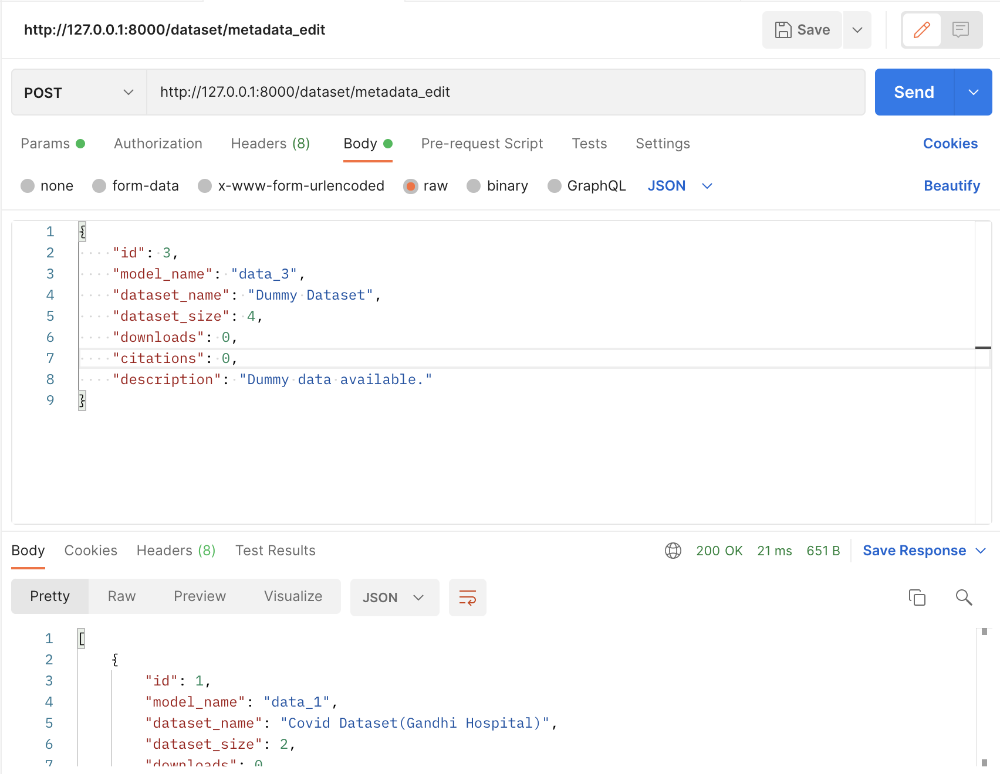 http://127.0.0.1:8000/dataset/metadata_edit Save
POST http://127.0.0.1:8000/dataset/metadata_edit Send
Params Authorization Headers (8) Body Pre-request Script Tests Settings Cookies
none form-data x-www-form-urlencoded raw binary GraphQL JSON Beautify
1 {
2 "id": 3,
3 "model_name": "data_3",
4 "dataset_name": "Dummy Dataset",
5 "dataset_size": 4,
6 "downloads": 0,
7 "citations": 0,
8 "description": "Dummy data available."
9 }
Body Cookies Headers (8) Test Results 200 OK 21 ms 651 B Save Response
Pretty Raw Preview Visualize JSON
1 [
2 {
3 "id": 1,
4 "model_name": "data_1",
5 "dataset_name": "Covid Dataset(Gandhi Hospital)",
6 "dataset_size": 2,
7 "downloads": 0